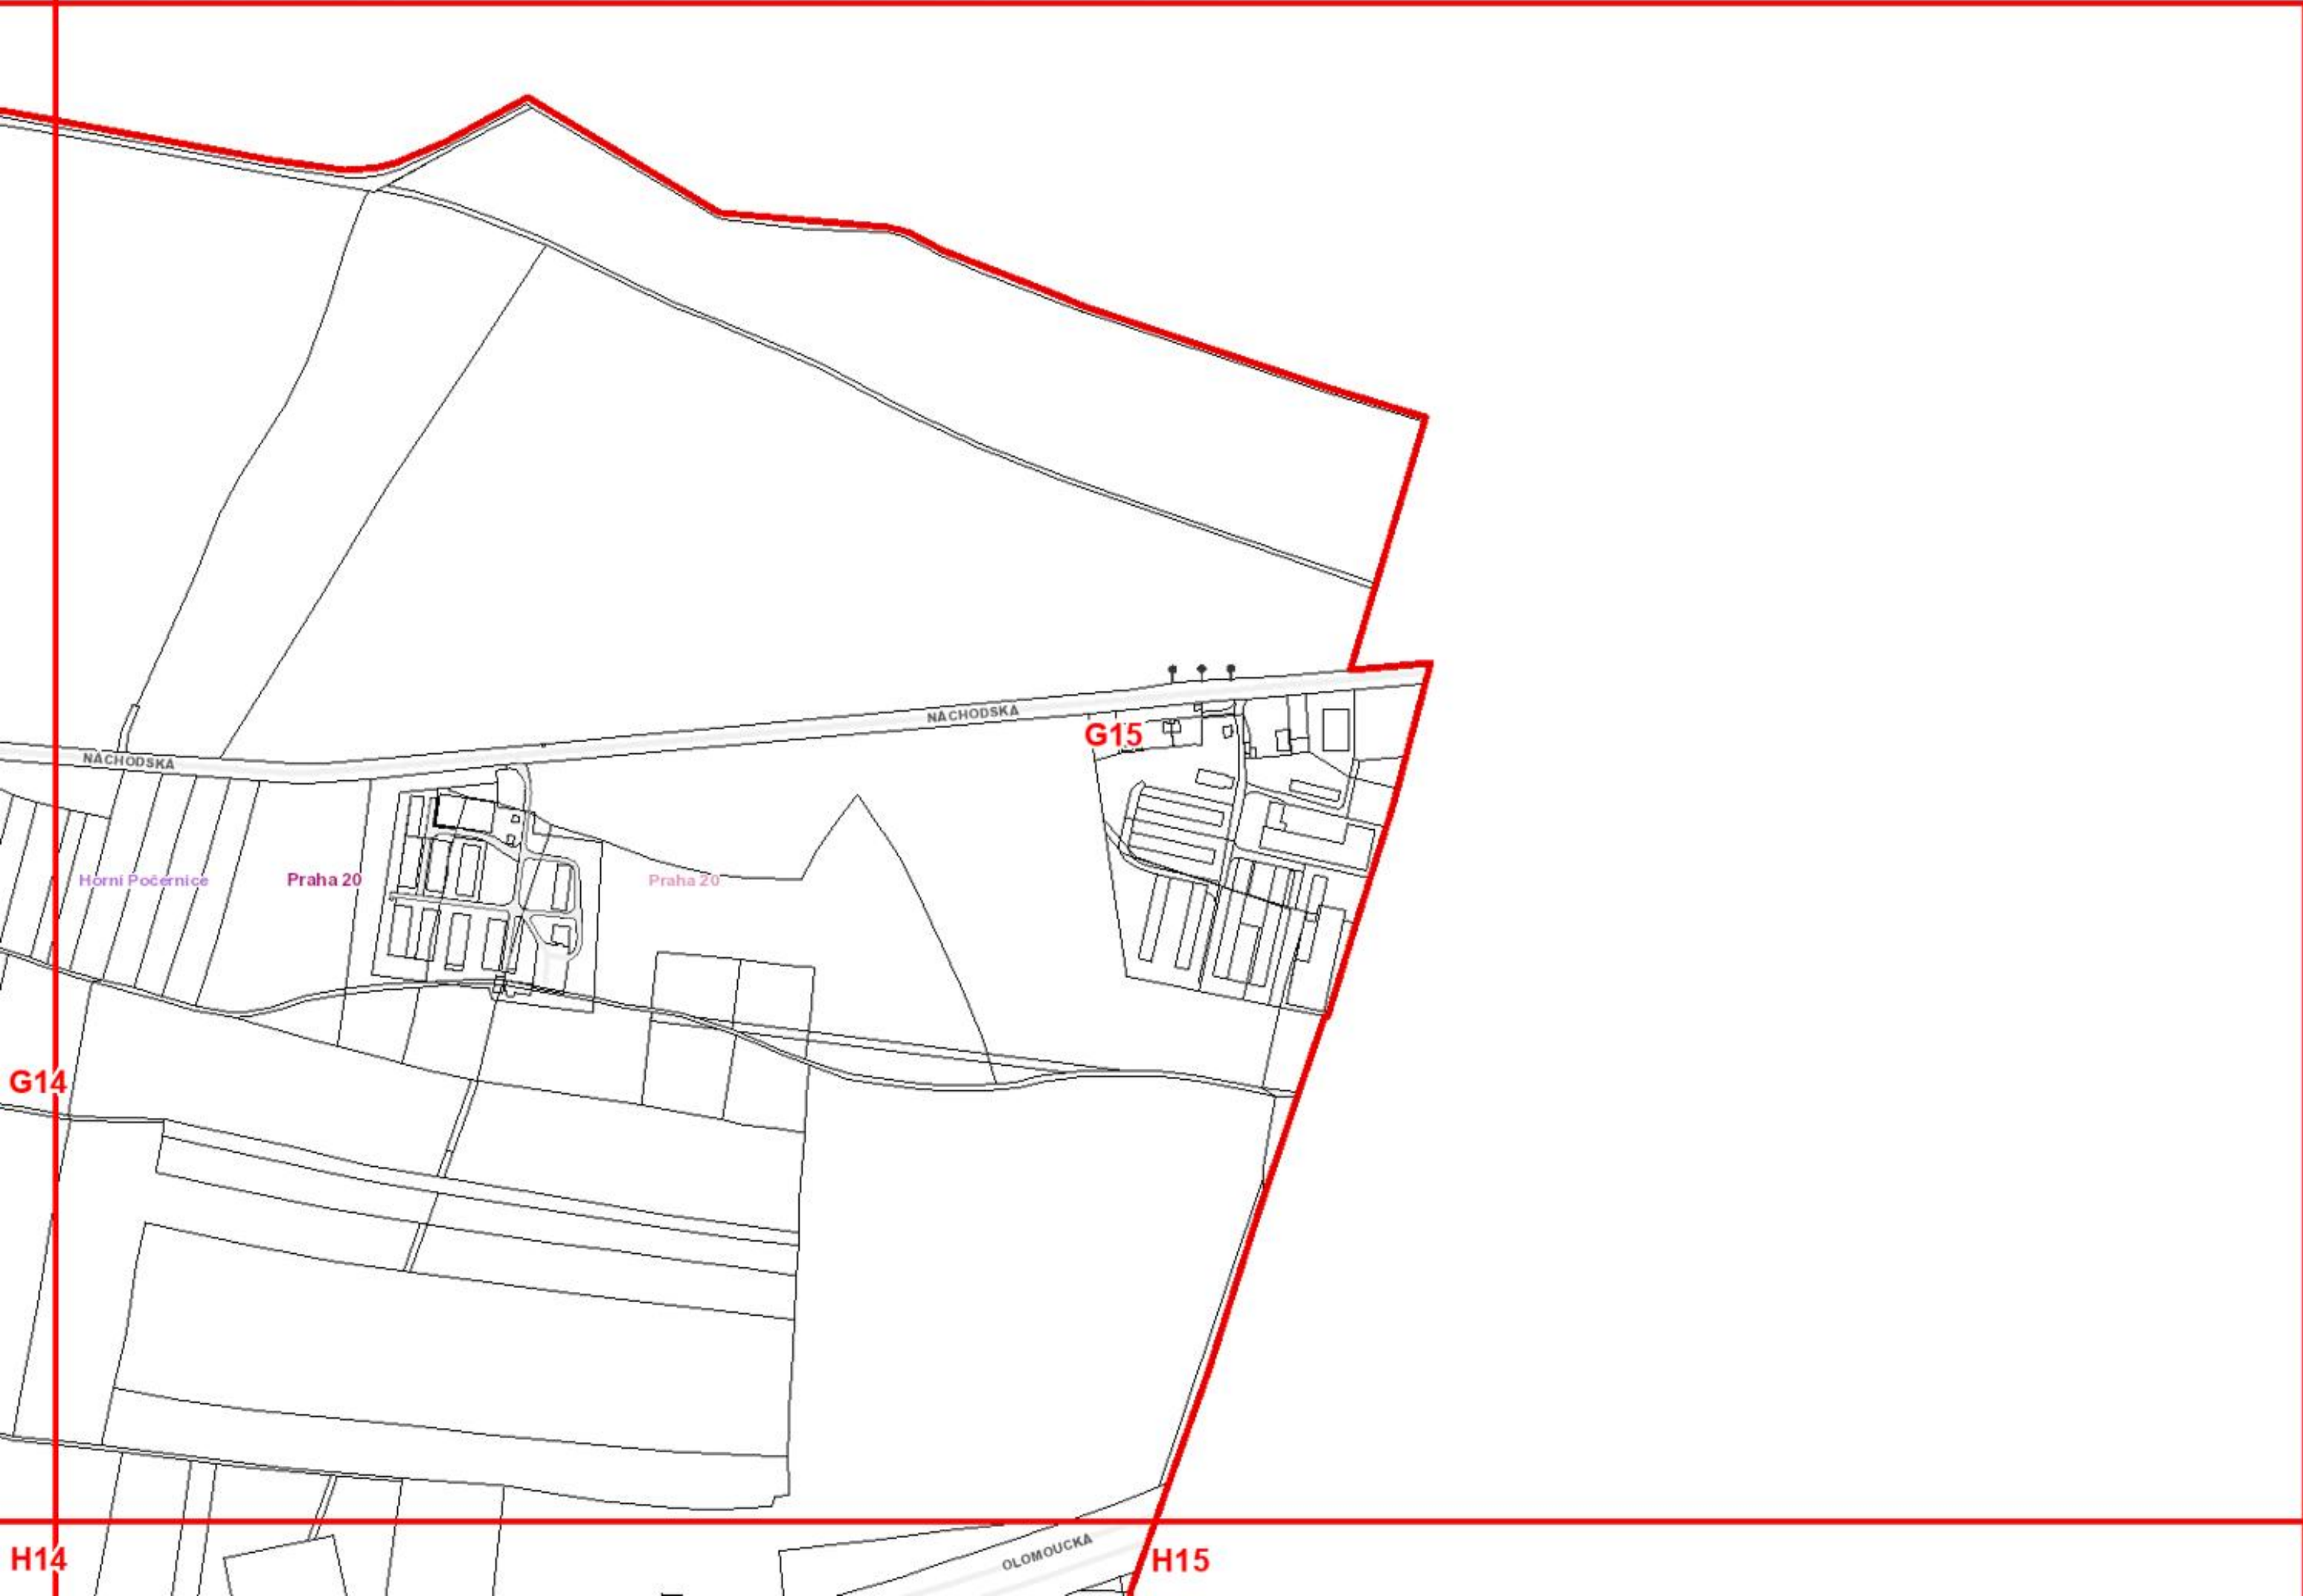 NÁCHODSKÁ
G15
NÁCHODSKÁ
Horní Počernice
Praha 20
Praha 20
G14
OLOMOUCKÁ
H14
H15